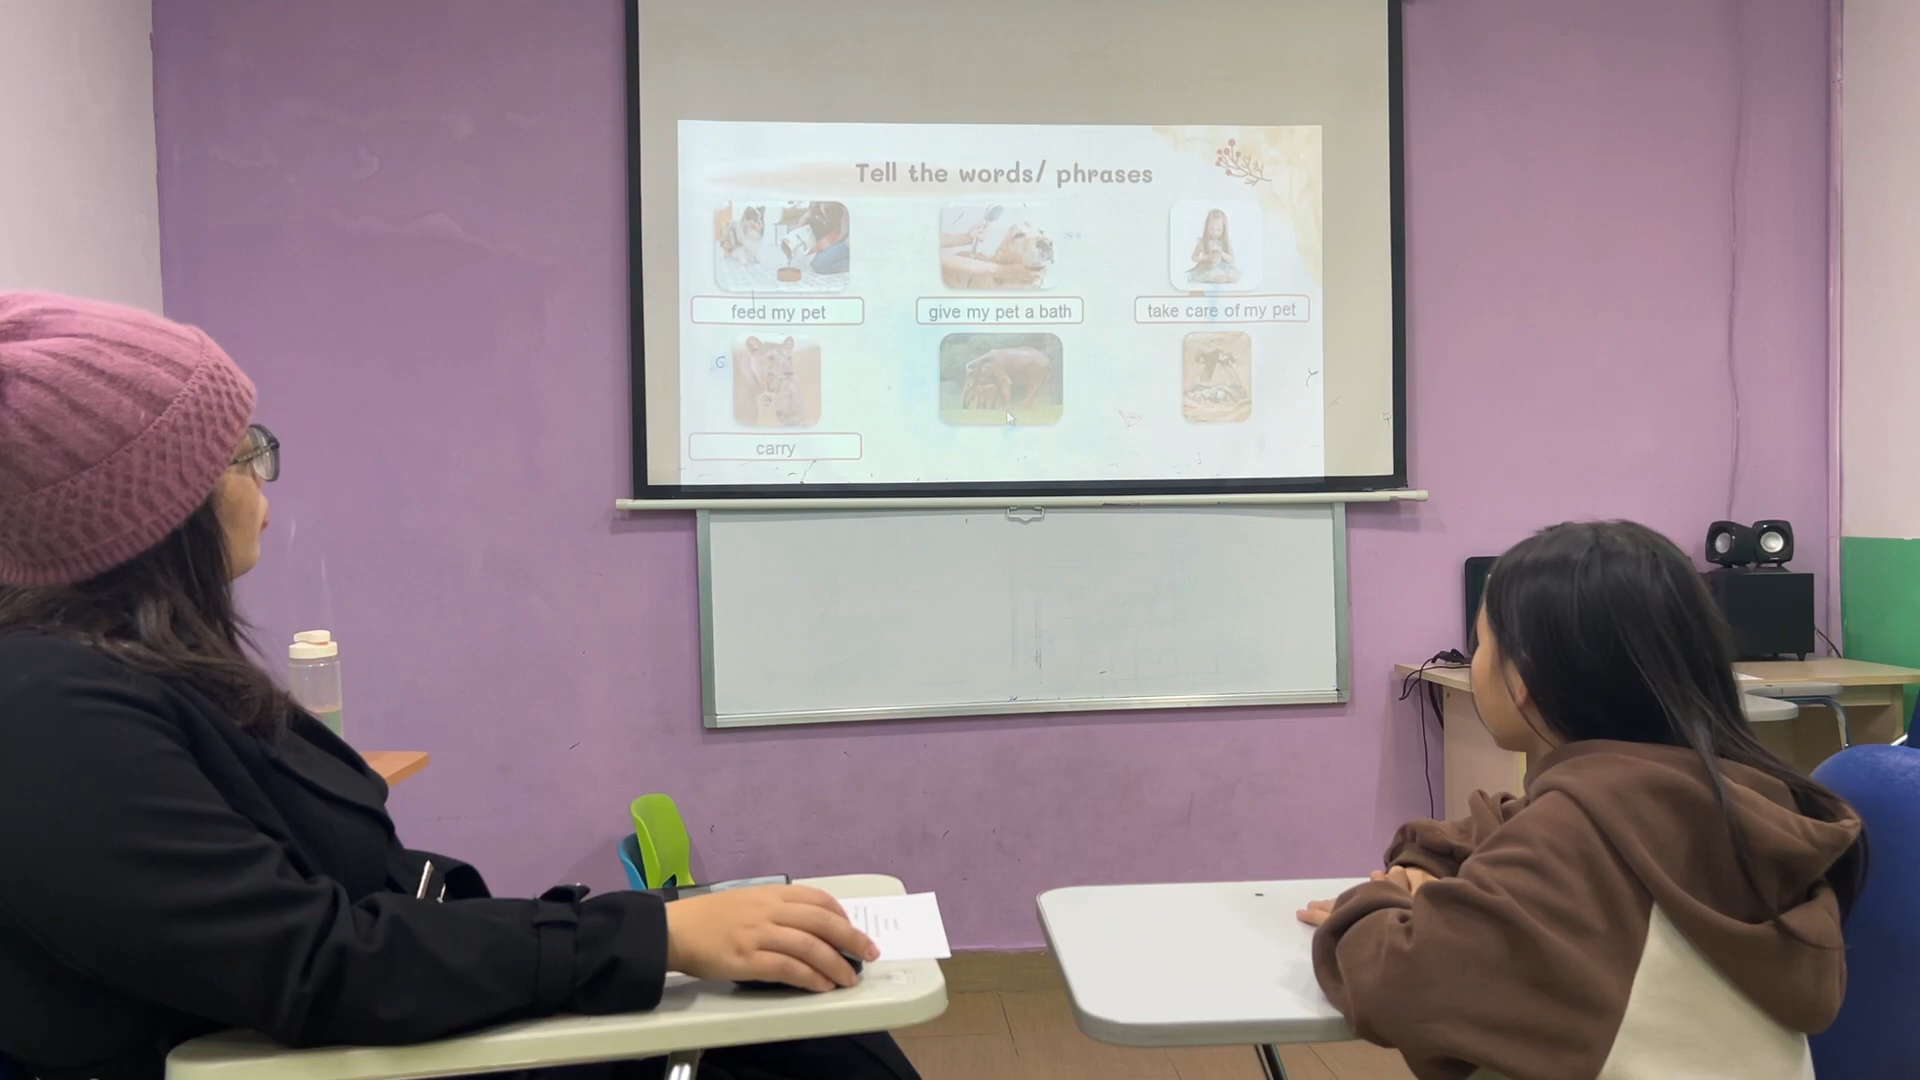 Tell the words/ phrases
feed my pet
give my pet a bath
take care of my pet
carry